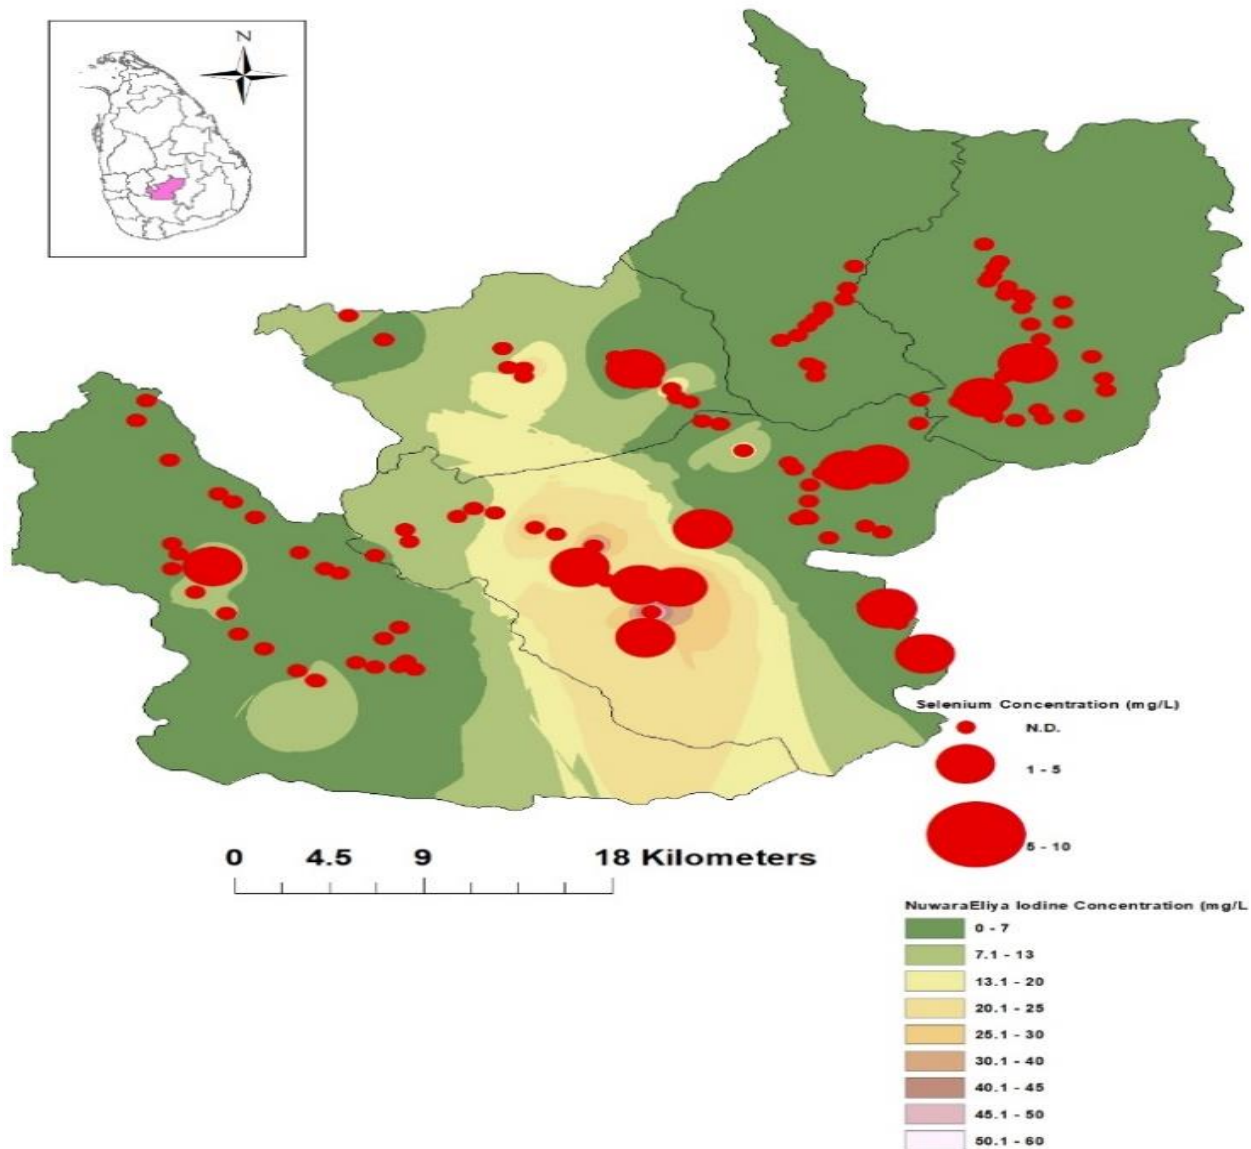 N
Selenium Concentration (mg/L)
N.D.
1 - 5
5 - 10
0 4.5 9 18 Kilometers
NuwaraEliya Iodine Concentration (mg/L
0 - 7
7.1 - 13
13.1 - 20
20.1 - 25
25.1 - 30
30.1 - 40
40.1 - 45
45.1 - 50
50.1 - 60